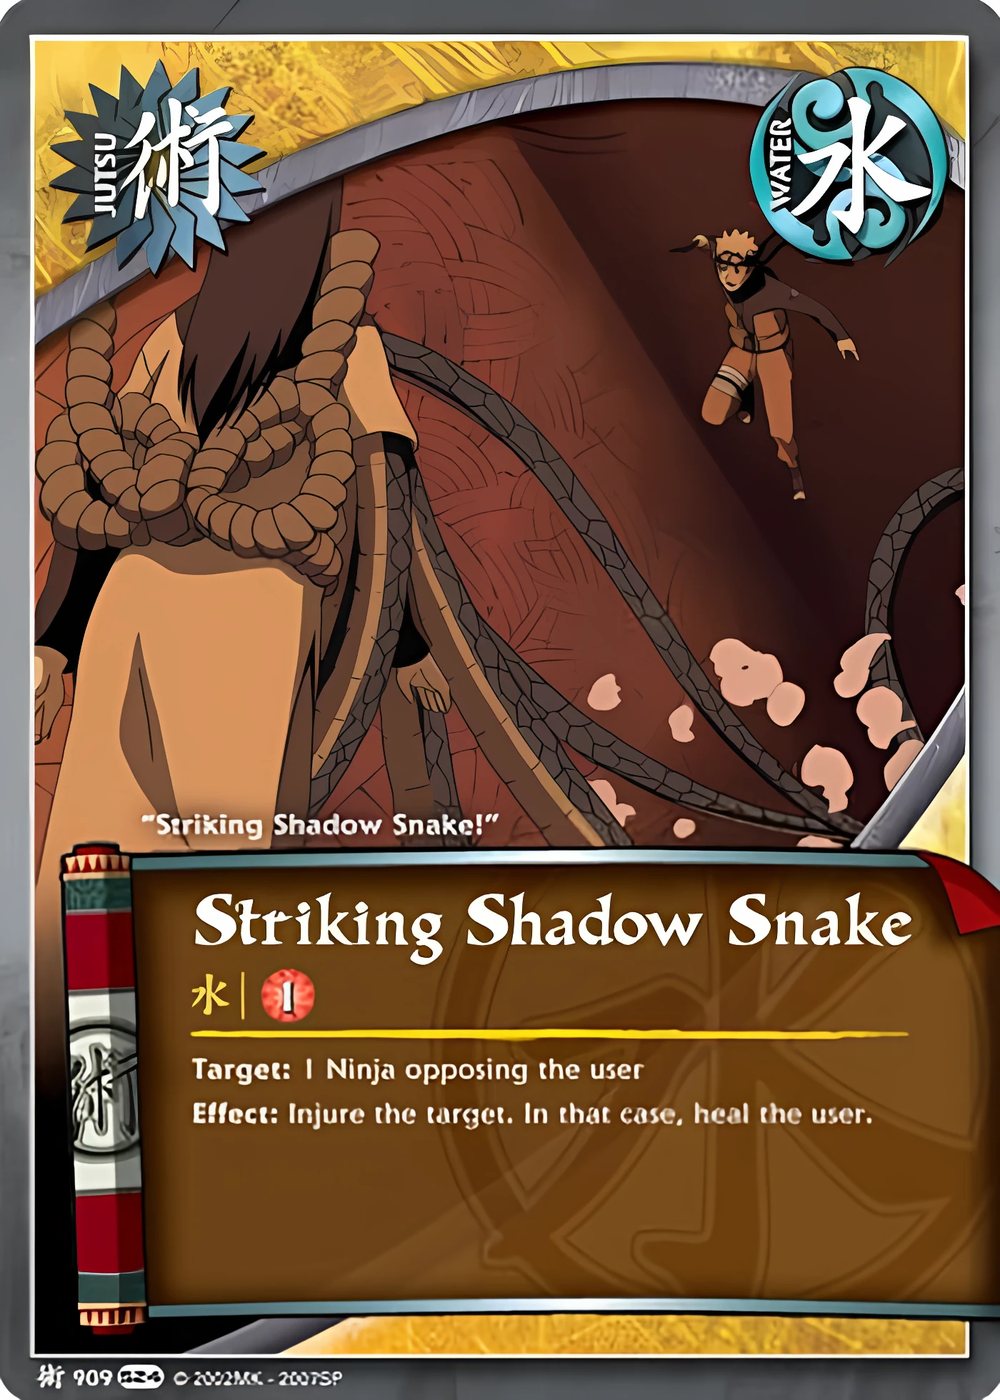 JUTSU 術
WATER 水
"Striking Shadow Snake!"
Striking Shadow Snake
水 | 1
Target: 1 Ninja opposing the user
Effect: Injure the target. In that case, heal the user.
術
術 909 © 2002MK - 2007SP